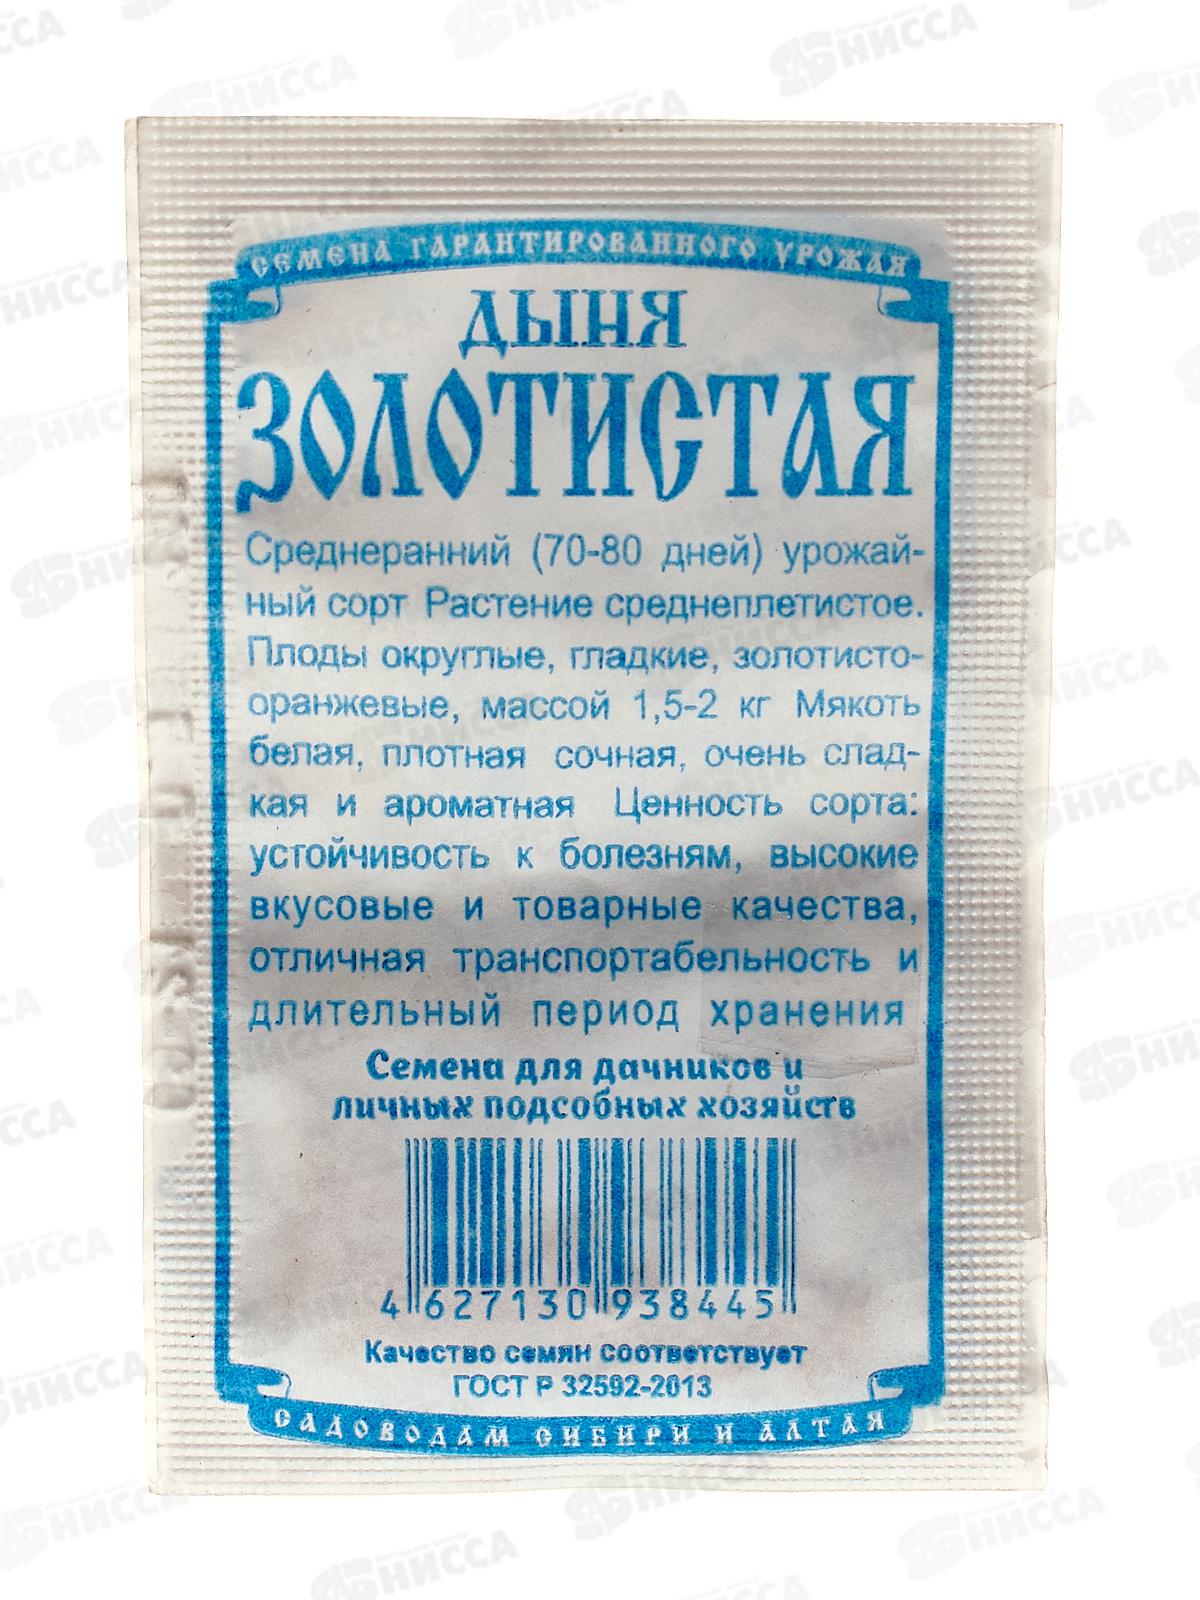 СЕМЕНА ГАРАНТИРОВАННОГО УРОЖАЯ
ДЫНЯ
ЗОЛОТИСТАЯ
Среднеранний (70-80 дней) урожай-
ный сорт Растение среднеплетистое.
Плоды округлые, гладкие, золотисто-
оранжевые, массой 1,5-2 кг Мякоть
белая, плотная сочная, очень слад-
кая и ароматная Ценность сорта:
устойчивость к болезням, высокие
вкусовые и товарные качества,
отличная транспортабельность и
длительный период хранения
Семена для дачников и
личных подсобных хозяйств
4 627130 938445
Качество семян соответствует
ГОСТ Р 32592-2013
САДОВОДАМ СИБИРИ И АЛТАЯ